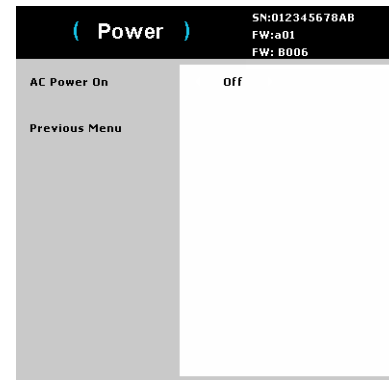 ( Power )
SN:012345678AB
FW:a01
FW: B006
AC Power On Off
Previous Menu